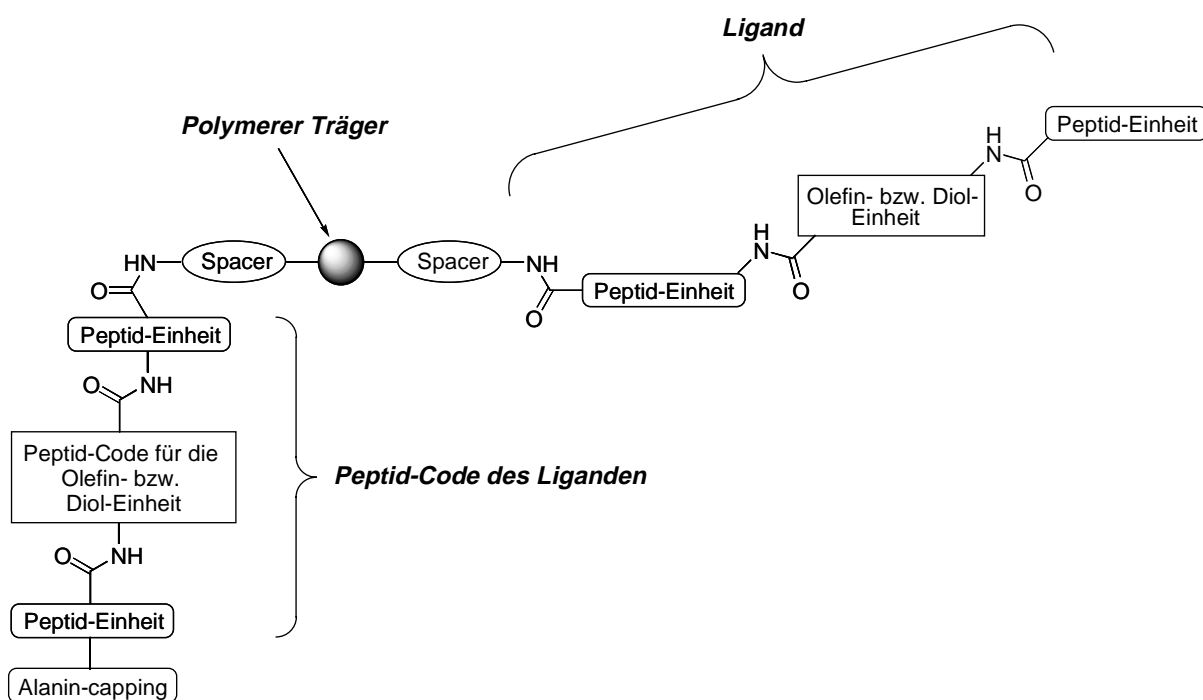 Ligand
Polymerer Träger
Peptid-Einheit
H
N
O
Olefin- bzw. Diol-
Einheit
H
N
O
HN
Spacer
Spacer
NH
O
Peptid-Einheit
O
Peptid-Einheit
O
NH
Peptid-Code für die
Olefin- bzw.
Diol-Einheit
Peptid-Code des Liganden
O
NH
Peptid-Einheit
Alanin-capping